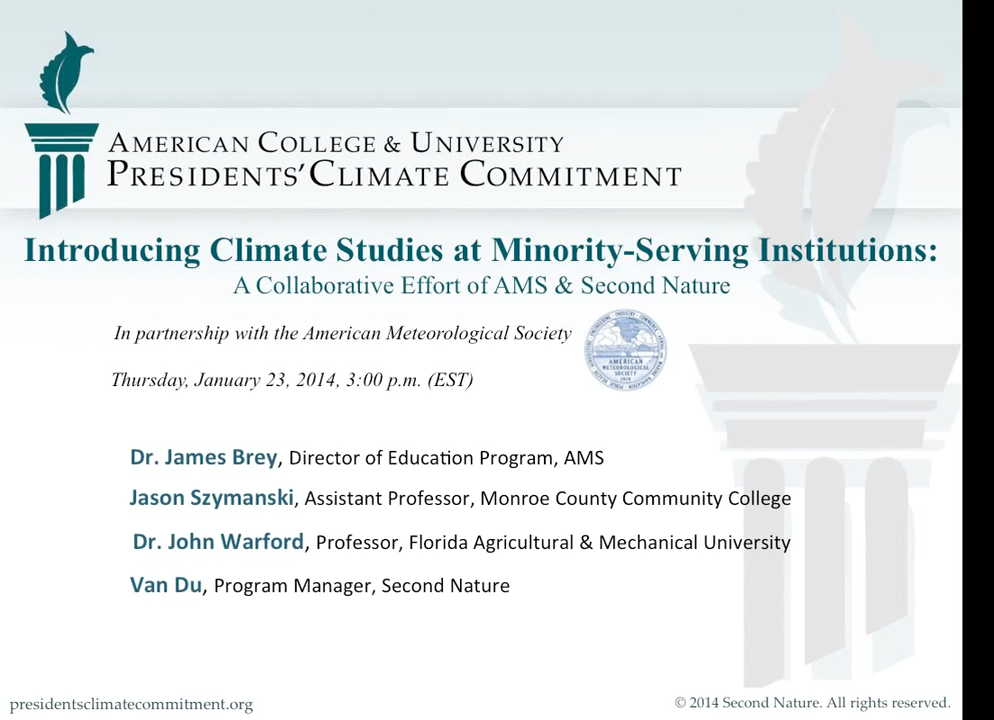 AMERICAN COLLEGE & UNIVERSITY
PRESIDENTS' CLIMATE COMMITMENT
Introducing Climate Studies at Minority-Serving Institutions:
A Collaborative Effort of AMS & Second Nature
In partnership with the American Meteorological Society
AMERICAN
METEOROLOGICAL
SOCIETY
Thursday, January 23, 2014, 3:00 p.m. (EST)
Dr. James Brey, Director of Education Program, AMS
Jason Szymanski, Assistant Professor, Monroe County Community College
Dr. John Warford, Professor, Florida Agricultural & Mechanical University
Van Du, Program Manager, Second Nature
presidentsclimatecommitment.org
© 2014 Second Nature. All rights reserved.